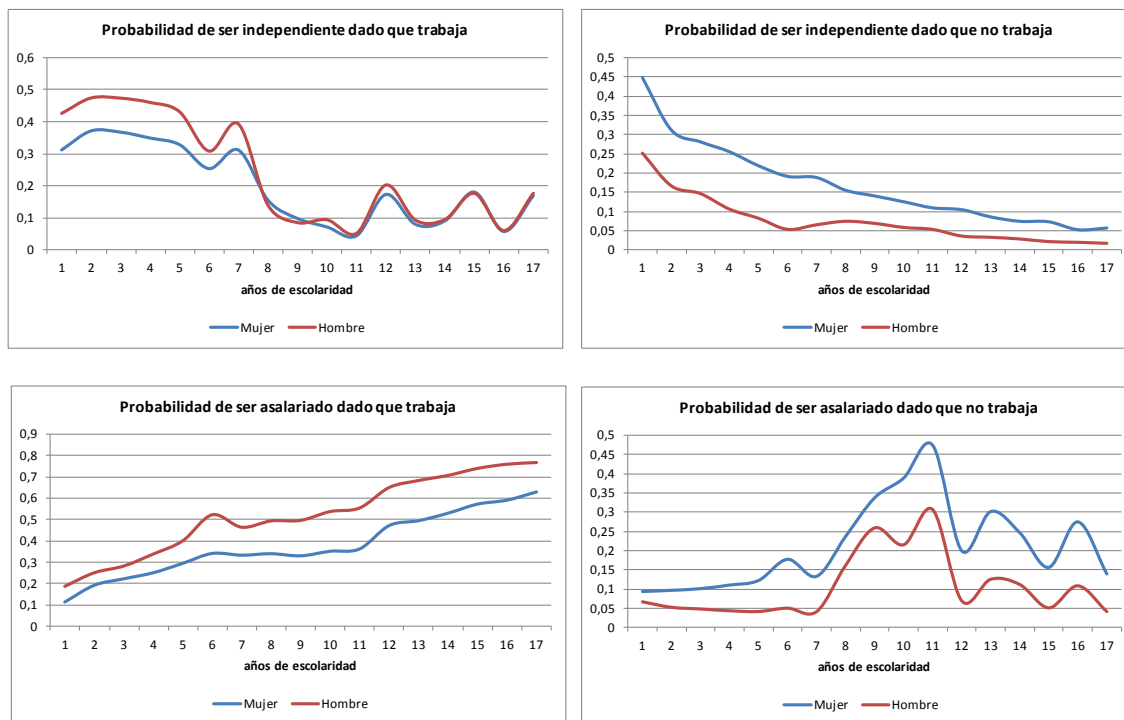 Probabilidad de ser independiente dado que trabaja
0,6
0,5
0,4
0,3
0,2
0,1
0
1 2 3 4 5 6 7 8 9 10 11 12 13 14 15 16 17
años de escolaridad
Mujer Hombre
Probabilidad de ser independiente dado que no trabaja
0,5
0,45
0,4
0,35
0,3
0,25
0,2
0,15
0,1
0,05
0
1 2 3 4 5 6 7 8 9 10 11 12 13 14 15 16 17
años de escolaridad
Mujer Hombre
Probabilidad de ser asalariado dado que trabaja
0,9
0,8
0,7
0,6
0,5
0,4
0,3
0,2
0,1
0
1 2 3 4 5 6 7 8 9 10 11 12 13 14 15 16 17
años de escolaridad
Mujer Hombre
Probabilidad de ser asalariado dado que no trabaja
0,5
0,45
0,4
0,35
0,3
0,25
0,2
0,15
0,1
0,05
0
1 2 3 4 5 6 7 8 9 10 11 12 13 14 15 16 17
años de escolaridad
Mujer Hombre